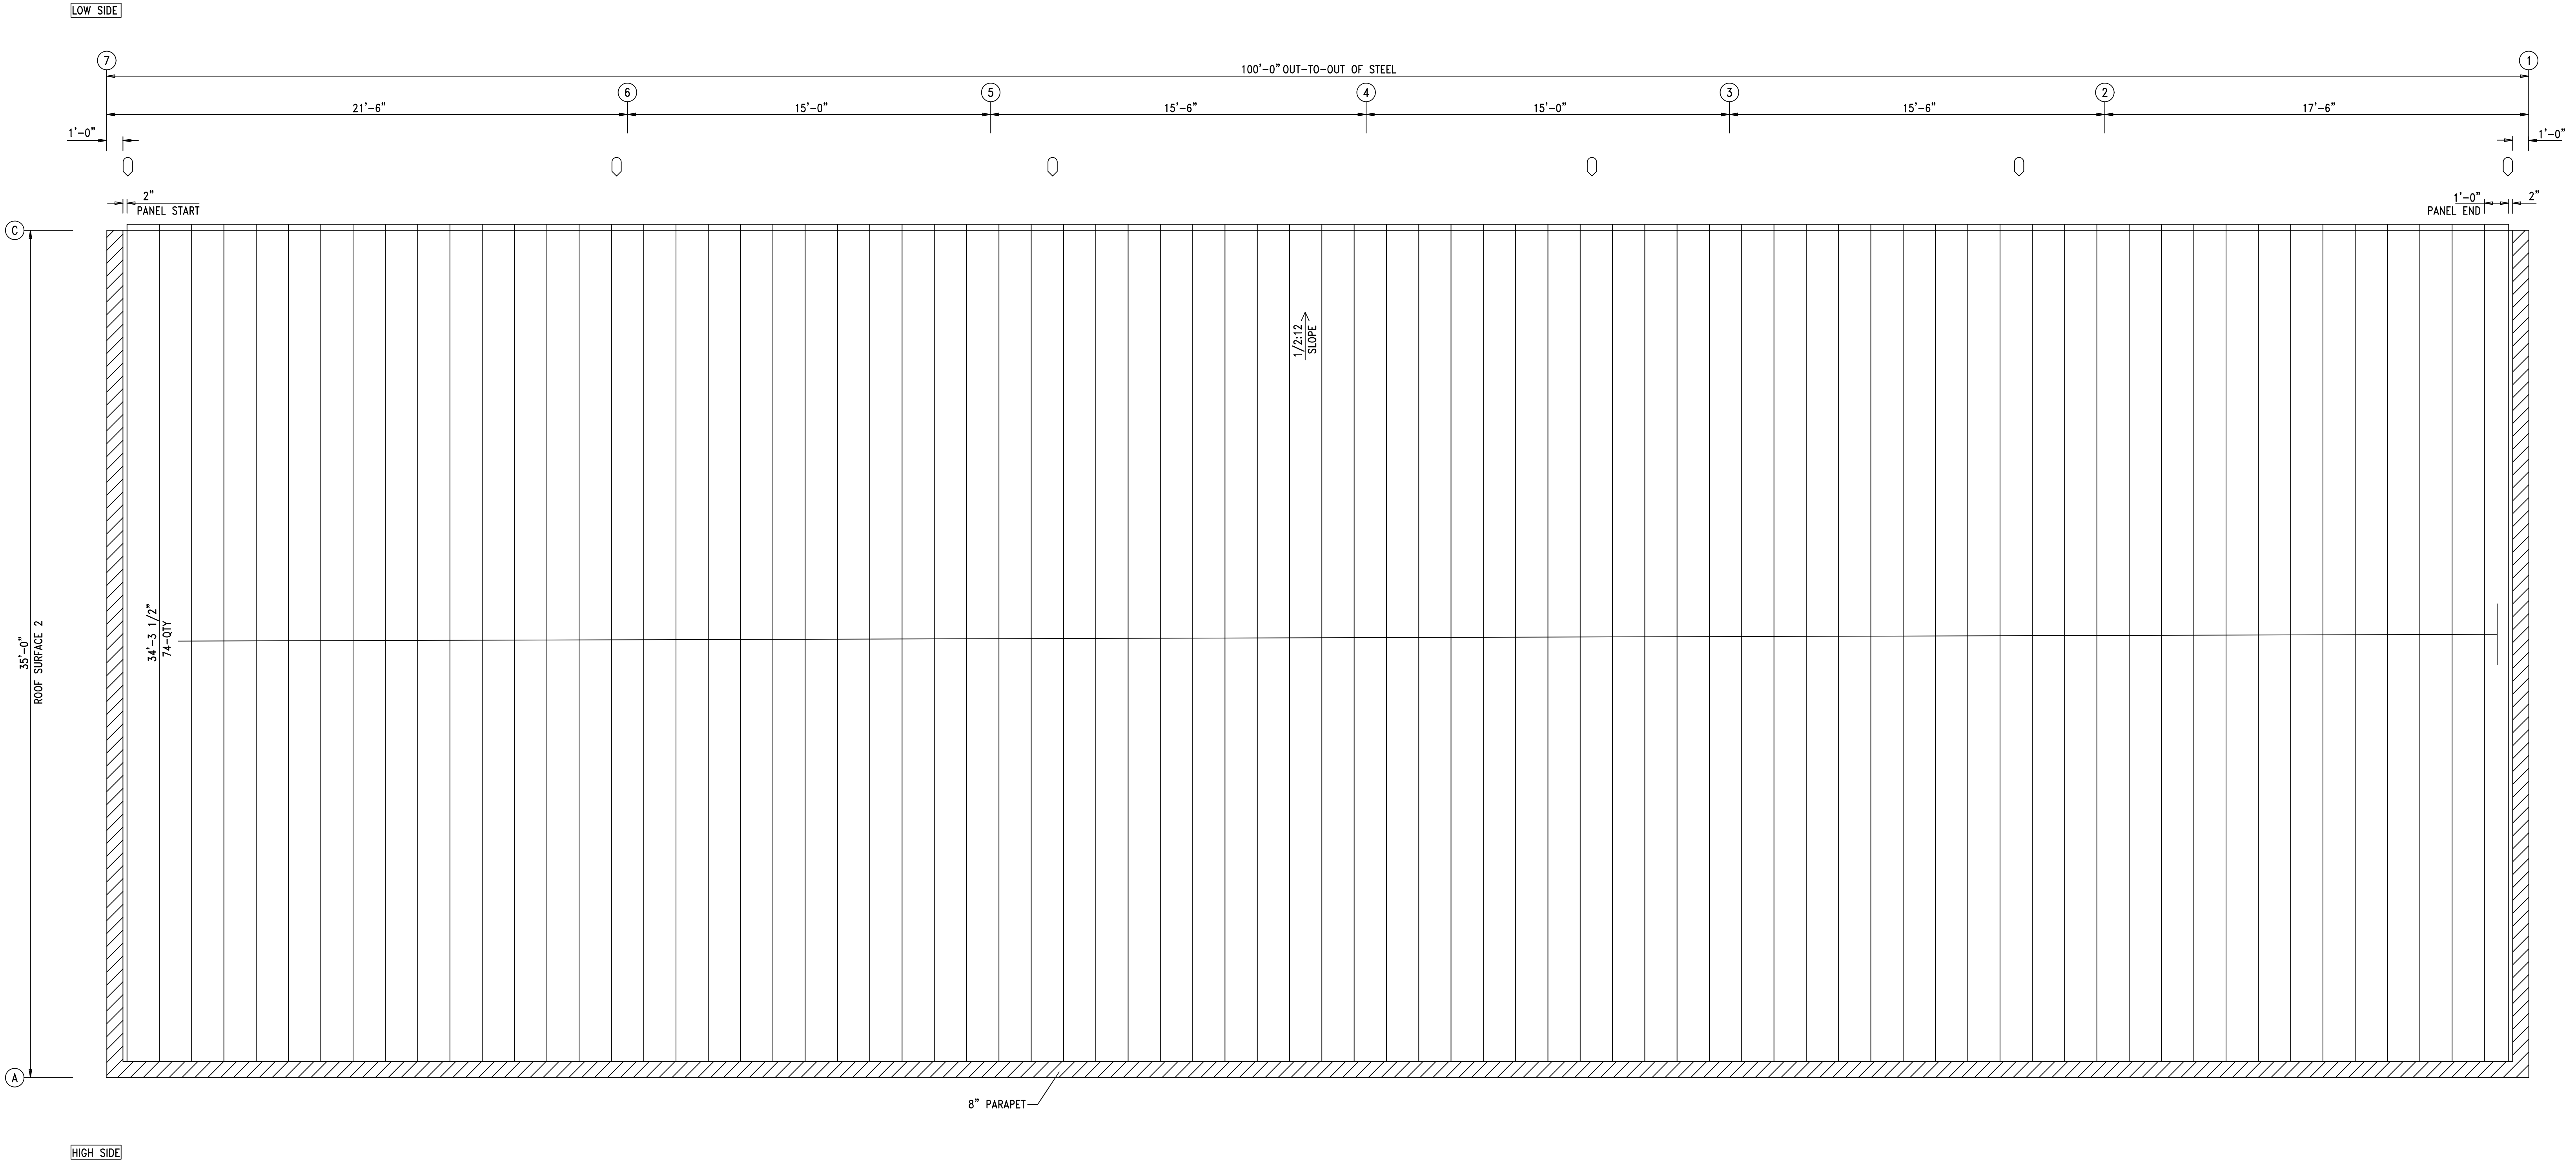 LOW SIDE
7
1
100'-0" OUT-TO-OUT OF STEEL
6
5
4
3
2
21'-6"
15'-0"
15'-6"
15'-0"
15'-6"
17'-6"
1'-0"
1'-0"
2"
PANEL START
1'-0"
2"
PANEL END
C
1/2:12
SLOPE
34'-3 1/2"
74-QTY
35'-0"
ROOF SURFACE 2
A
8" PARAPET
HIGH SIDE